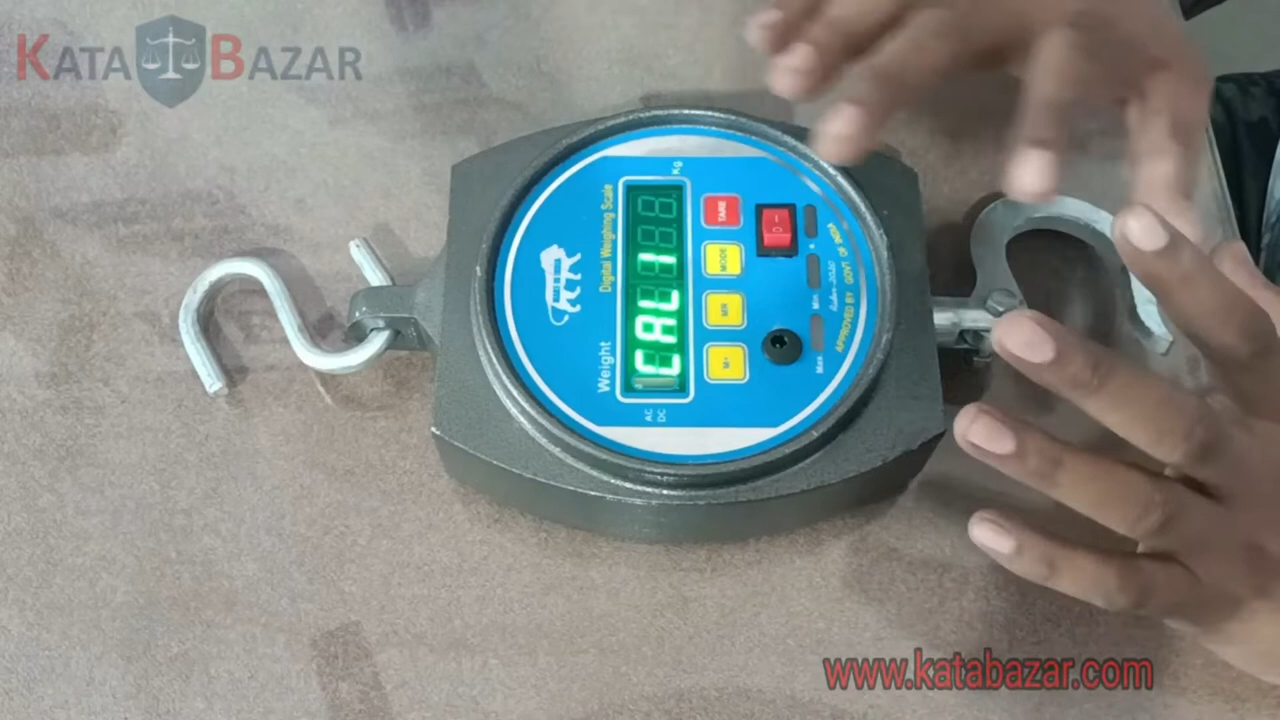 KATA BAZAR
Kg.
Digital Weighing Scale
Weight
CAL 1
AC
DC
TARE
MODE
MR
M+
Min.
Max.
APPROVED BY GOVT. OF INDIA
www.katabazar.com